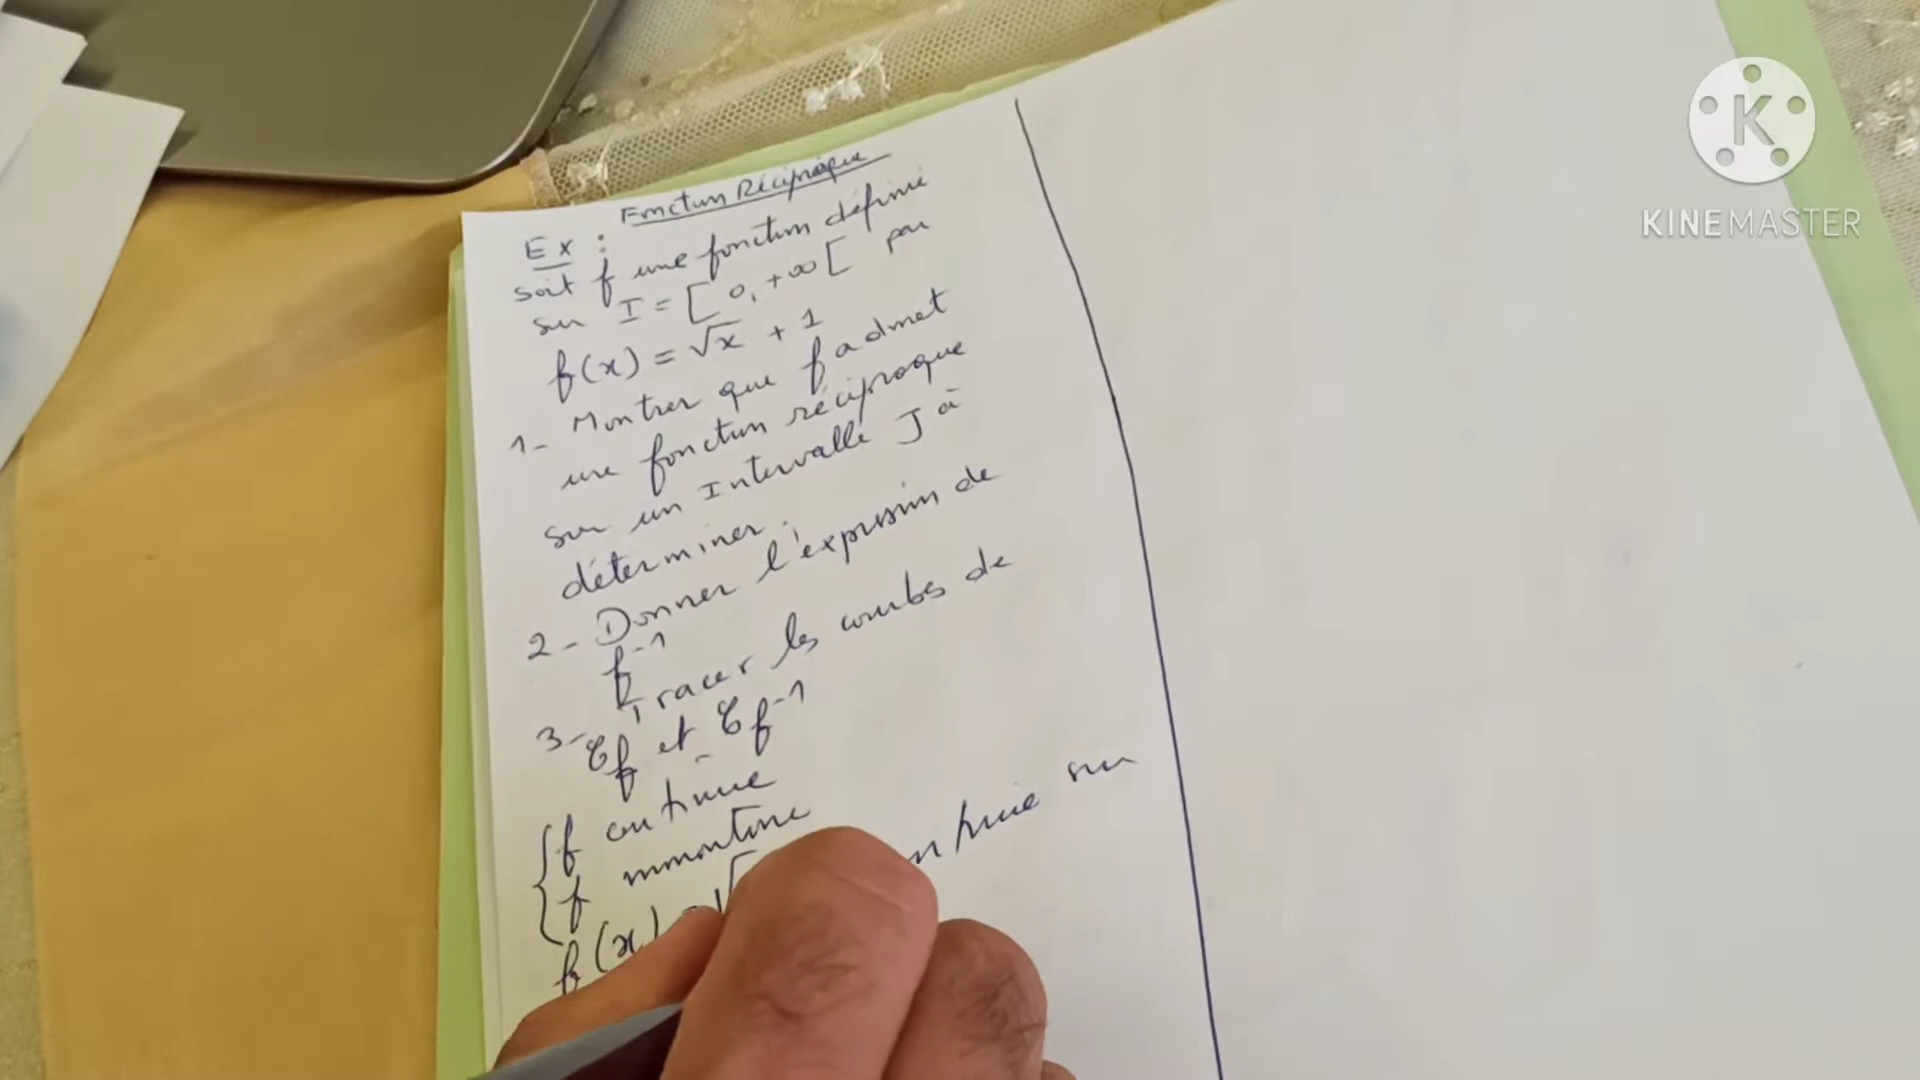 Fonction Réciproque
Ex :
soit f une fonction définie
sur I = [0, +∞[ par
f(x) = √x + 1
1- Montrer que f admet
une fonction réciproque
sur un Intervalle J à
déterminer.
2- Donner l'expression de
f⁻¹
3- Tracer les courbes de
𝒞f et 𝒞f⁻¹
{ f continue
f monotone
f(x) = √ sur
K
KINEMASTER